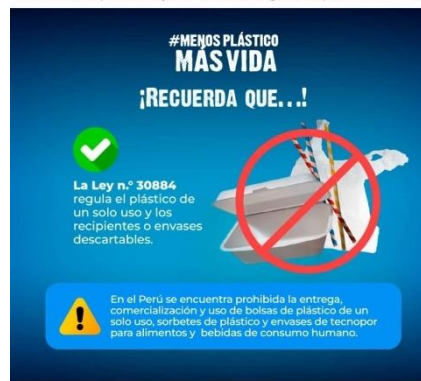 #MENOS PLÁSTICO
MÁS VIDA
¡RECUERDA QUE...!
La Ley n.° 30884
regula el plástico de
un solo uso y los
recipientes o envases
descartables.
En el Perú se encuentra prohibida la entrega,
comercialización y uso de bolsas de plástico de un
solo uso, sorbetes de plástico y envases de tecnopor
para alimentos y bebidas de consumo humano.